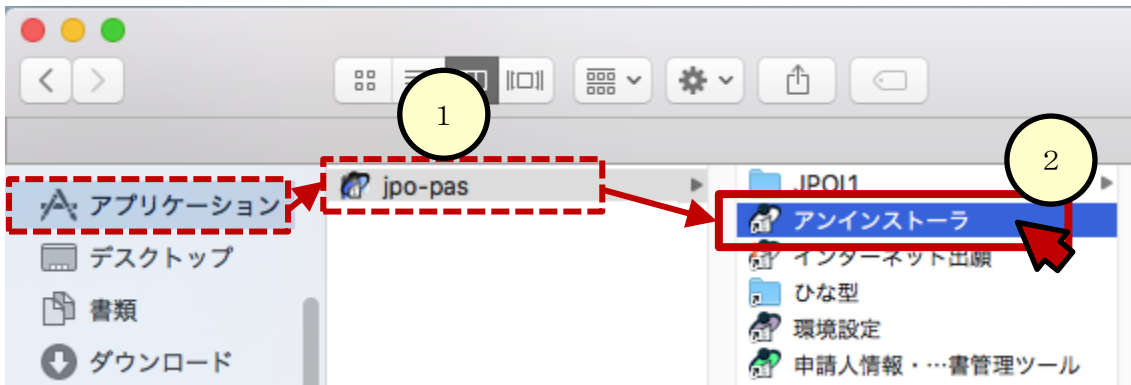 1
2
アプリケーション
デスクトップ
書類
ダウンロード
jpo-pas
JPOI1
アンインストーラ
インターネット出願
ひな型
環境設定
申請人情報・…書管理ツール